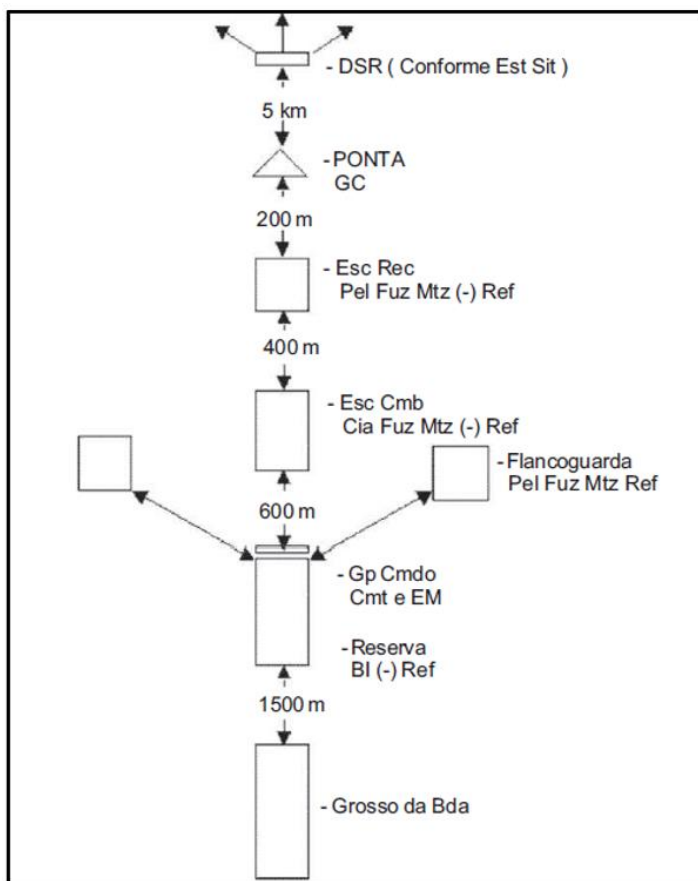 - DSR ( Conforme Est Sit )
5 km
- PONTA
GC
200 m
- Esc Rec
Pel Fuz Mtz (-) Ref
400 m
- Esc Cmb
Cia Fuz Mtz (-) Ref
- Flancoguarda
Pel Fuz Mtz Ref
600 m
- Gp Cmdo
Cmt e EM
- Reserva
BI (-) Ref
1500 m
- Grosso da Bda